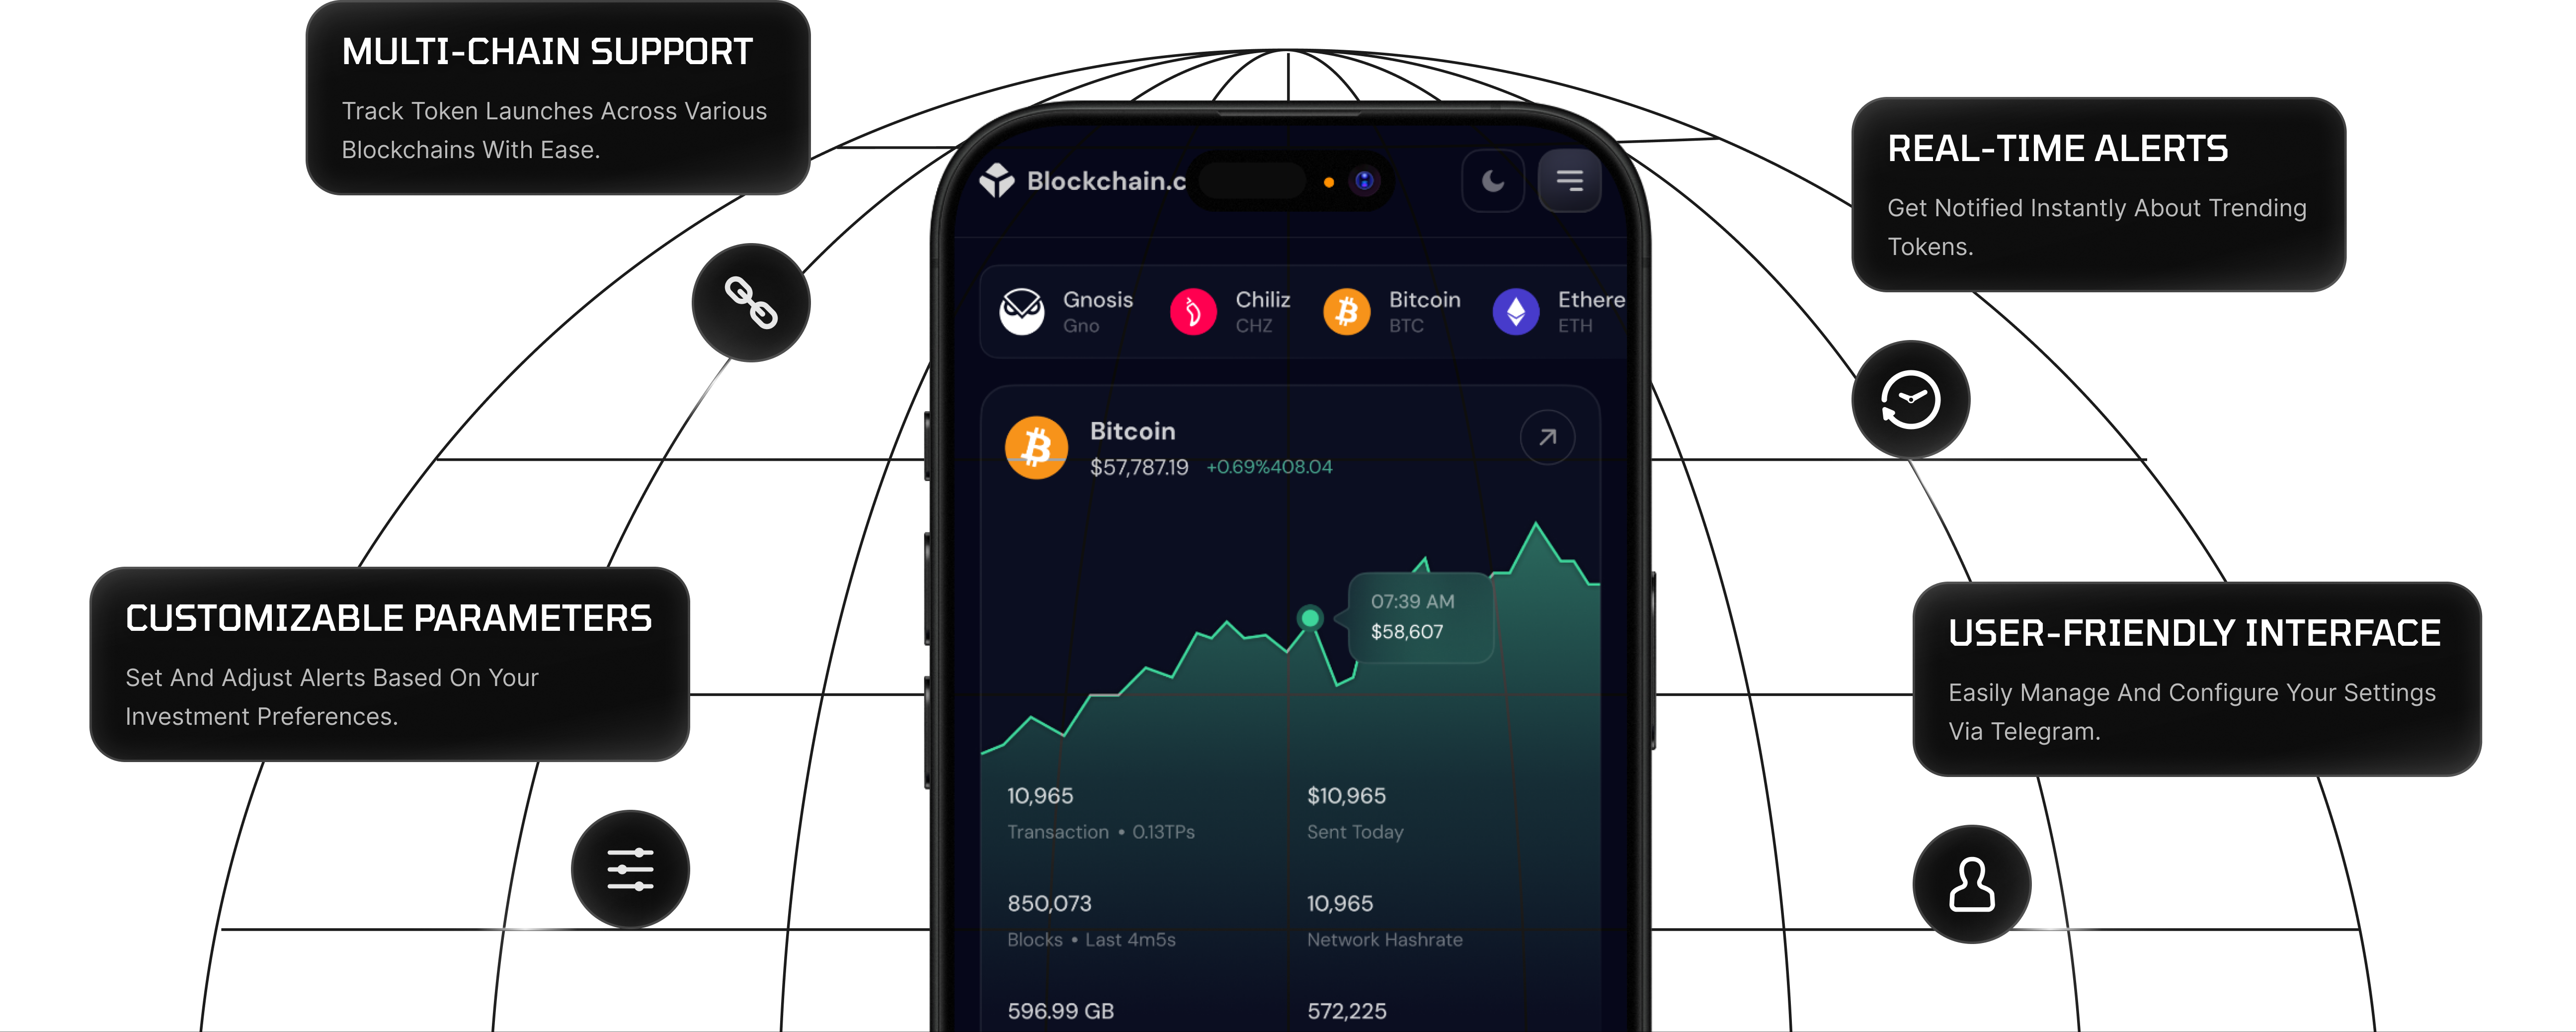 MULTI-CHAIN SUPPORT
Track Token Launches Across Various
Blockchains With Ease.
REAL-TIME ALERTS
Get Notified Instantly About Trending
Tokens.
CUSTOMIZABLE PARAMETERS
Set And Adjust Alerts Based On Your
Investment Preferences.
USER-FRIENDLY INTERFACE
Easily Manage And Configure Your Settings
Via Telegram.
Blockchain.c
Gnosis
Gno
Chiliz
CHZ
Bitcoin
BTC
Ethere
ETH
Bitcoin
$57,787.19 +0.69%408.04
07:39 AM
$58,607
10,965
Transaction • 0.13TPs
$10,965
Sent Today
850,073
Blocks • Last 4m5s
10,965
Network Hashrate
596.99 GB
572,225